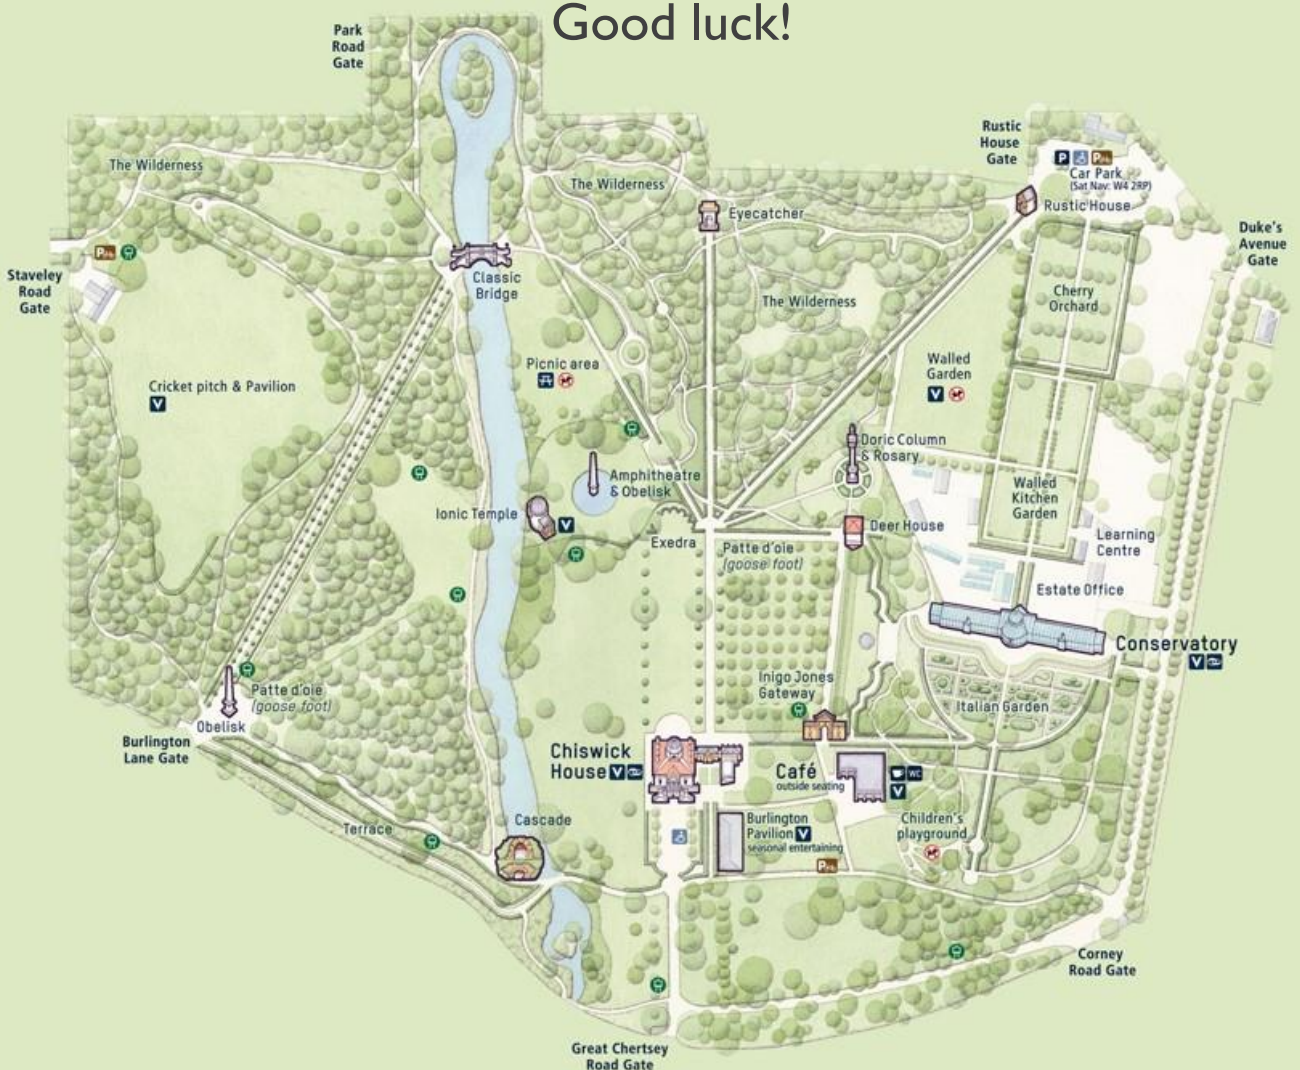 Good luck!
Park
Road
Gate
Rustic
House
Gate
P
P
Car Park
(Sat Nav: W4 2RP)
Rustic House
The Wilderness
The Wilderness
Eyecatcher
Duke's
Avenue
Gate
P
Staveley
Road
Gate
Classic
Bridge
Cherry
Orchard
The Wilderness
Picnic area
Walled
Garden
V
Cricket pitch & Pavilion
V
Doric Column
& Rosary
Amphitheatre
& Obelisk
Walled
Kitchen
Garden
Ionic Temple
V
Deer House
Exedra
Patte d'oie
(goose foot)
Learning
Centre
Estate Office
Conservatory
V
Inigo Jones
Gateway
Italian Garden
Patte d'oie
(goose foot)
Obelisk
Burlington
Lane Gate
Chiswick
House V
Café
outside seating
WC
V
Terrace
Cascade
Burlington
Pavilion V
seasonal entertaining
Children's
playground
P
Corney
Road Gate
Great Chertsey
Road Gate